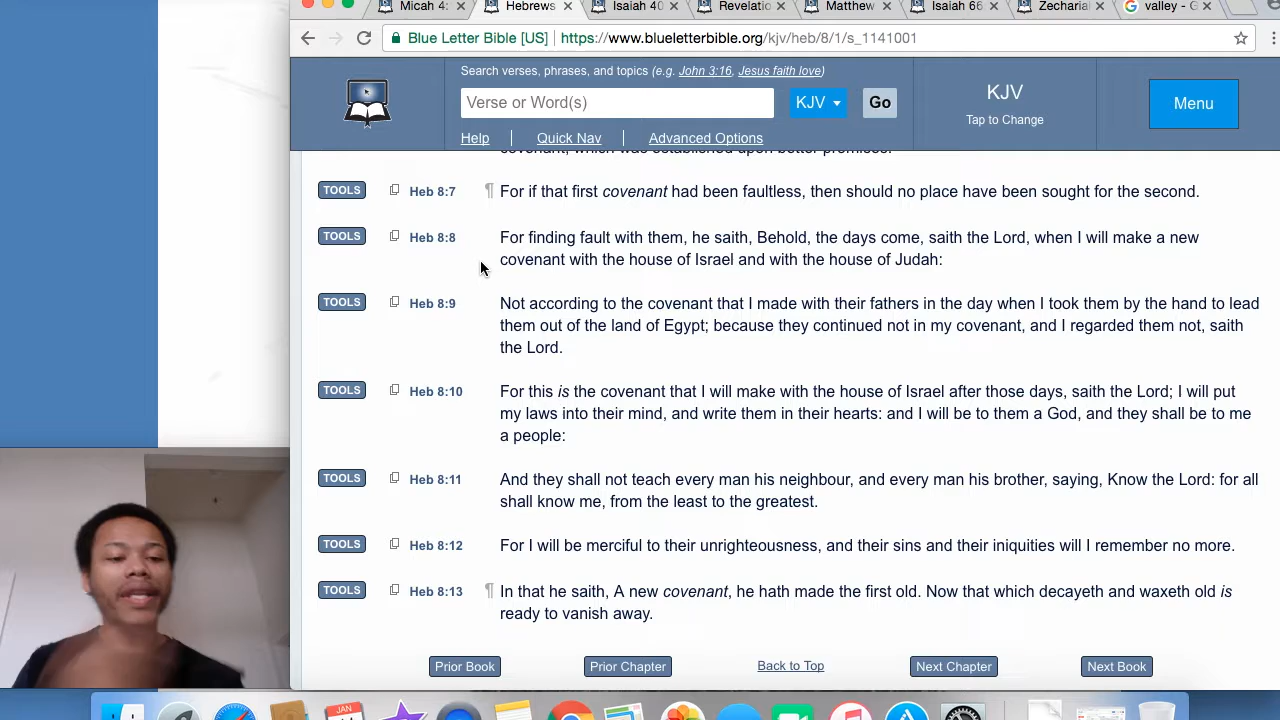 Micah 4:
Hebrews
Isaiah 40
Revelatio
Matthew
Isaiah 66
Zecharia
valley - G
Blue Letter Bible [US] https://www.blueletterbible.org/kjv/heb/8/1/s_1141001
Search verses, phrases, and topics (e.g. John 3:16, Jesus faith love)
Verse or Word(s)
KJV
Go
Help
Quick Nav
Advanced Options
KJV
Tap to Change
Menu
covenant, which was established upon better promises.
TOOLS Heb 8:7 ¶ For if that first covenant had been faultless, then should no place have been sought for the second.
TOOLS Heb 8:8 For finding fault with them, he saith, Behold, the days come, saith the Lord, when I will make a new
covenant with the house of Israel and with the house of Judah:
TOOLS Heb 8:9 Not according to the covenant that I made with their fathers in the day when I took them by the hand to lead
them out of the land of Egypt; because they continued not in my covenant, and I regarded them not, saith
the Lord.
TOOLS Heb 8:10 For this is the covenant that I will make with the house of Israel after those days, saith the Lord; I will put
my laws into their mind, and write them in their hearts: and I will be to them a God, and they shall be to me
a people:
TOOLS Heb 8:11 And they shall not teach every man his neighbour, and every man his brother, saying, Know the Lord: for all
shall know me, from the least to the greatest.
TOOLS Heb 8:12 For I will be merciful to their unrighteousness, and their sins and their iniquities will I remember no more.
TOOLS Heb 8:13 ¶ In that he saith, A new covenant, he hath made the first old. Now that which decayeth and waxeth old is
ready to vanish away.
Prior Book
Prior Chapter
Back to Top
Next Chapter
Next Book
JAN